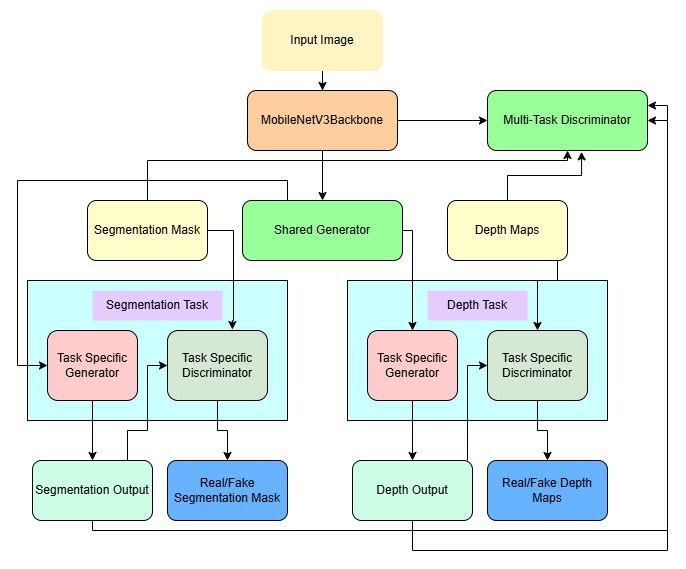 Input Image
MobileNetV3Backbone
Multi-Task Discriminator
Segmentation Mask
Shared Generator
Depth Maps
Segmentation Task
Depth Task
Task Specific
Generator
Task Specific
Discriminator
Task Specific
Generator
Task Specific
Discriminator
Segmentation Output
Real/Fake
Segmentation Mask
Depth Output
Real/Fake Depth
Maps